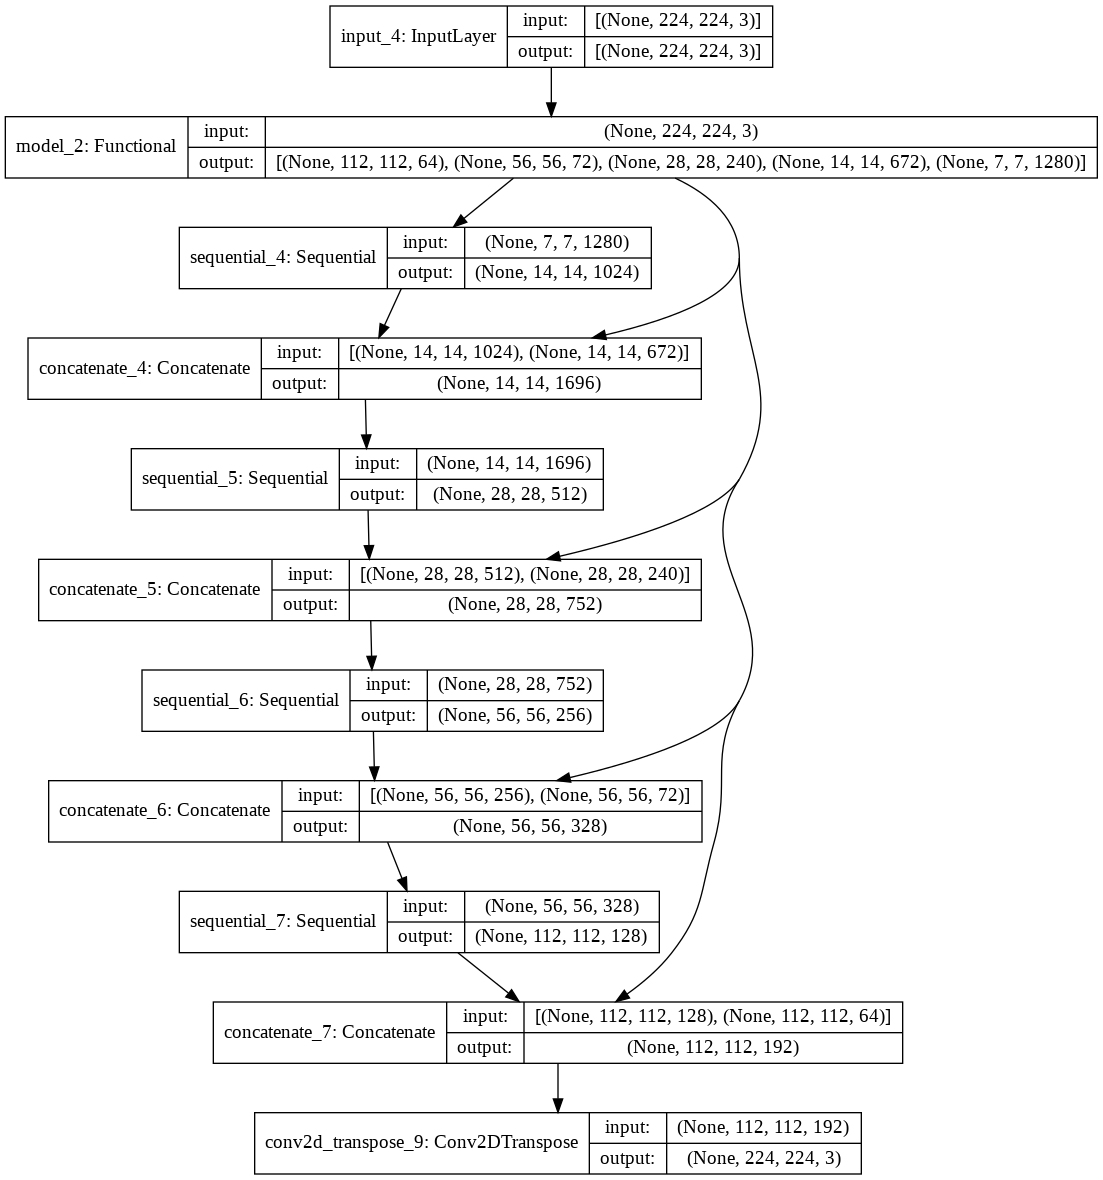 input_4: InputLayer
input: [(None, 224, 224, 3)]
output: [(None, 224, 224, 3)]
model_2: Functional
input: (None, 224, 224, 3)
output: [(None, 112, 112, 64), (None, 56, 56, 72), (None, 28, 28, 240), (None, 14, 14, 672), (None, 7, 7, 1280)]
sequential_4: Sequential
input: (None, 7, 7, 1280)
output: (None, 14, 14, 1024)
concatenate_4: Concatenate
input: [(None, 14, 14, 1024), (None, 14, 14, 672)]
output: (None, 14, 14, 1696)
sequential_5: Sequential
input: (None, 14, 14, 1696)
output: (None, 28, 28, 512)
concatenate_5: Concatenate
input: [(None, 28, 28, 512), (None, 28, 28, 240)]
output: (None, 28, 28, 752)
sequential_6: Sequential
input: (None, 28, 28, 752)
output: (None, 56, 56, 256)
concatenate_6: Concatenate
input: [(None, 56, 56, 256), (None, 56, 56, 72)]
output: (None, 56, 56, 328)
sequential_7: Sequential
input: (None, 56, 56, 328)
output: (None, 112, 112, 128)
concatenate_7: Concatenate
input: [(None, 112, 112, 128), (None, 112, 112, 64)]
output: (None, 112, 112, 192)
conv2d_transpose_9: Conv2DTranspose
input: (None, 112, 112, 192)
output: (None, 224, 224, 3)